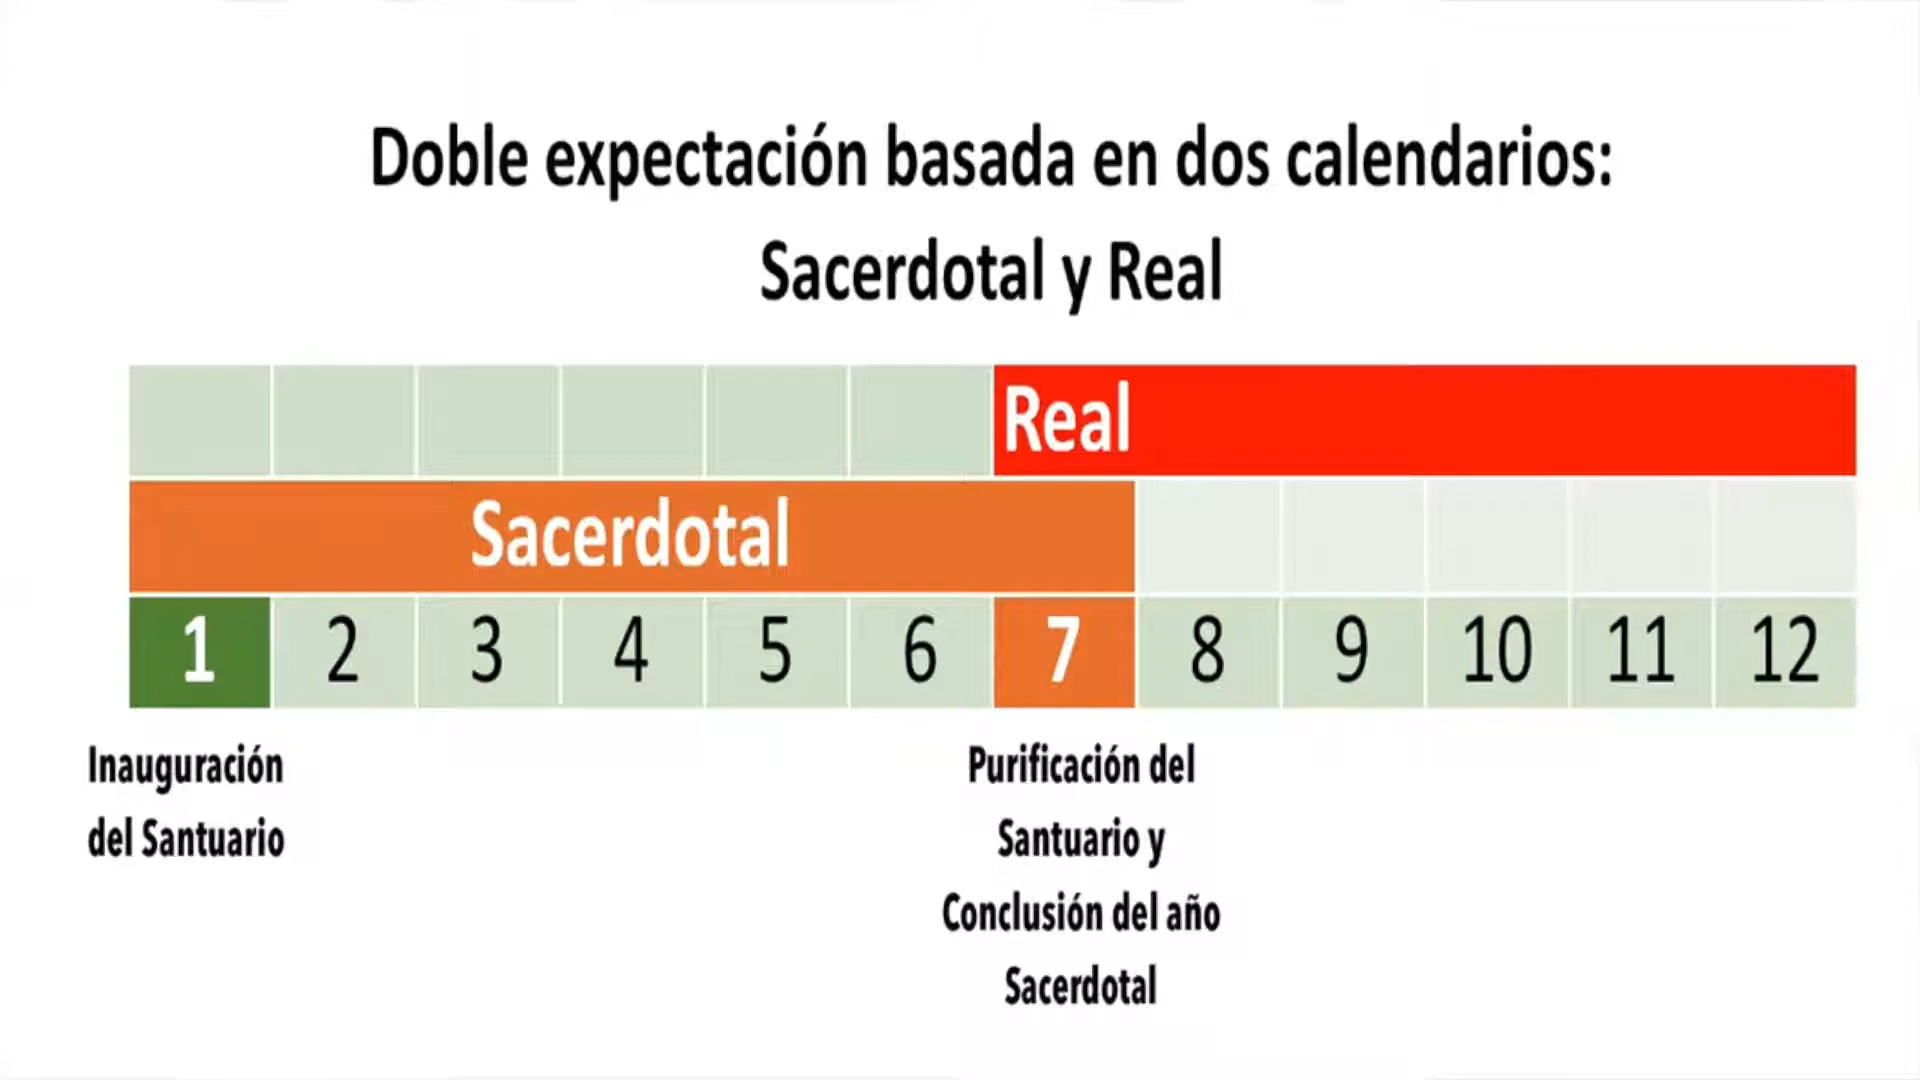 Doble expectación basada en dos calendarios:
Sacerdotal y Real
Real
Sacerdotal
1 2 3 4 5 6 7 8 9 10 11 12
Inauguración
del Santuario
Purificación del
Santuario y
Conclusión del año
Sacerdotal